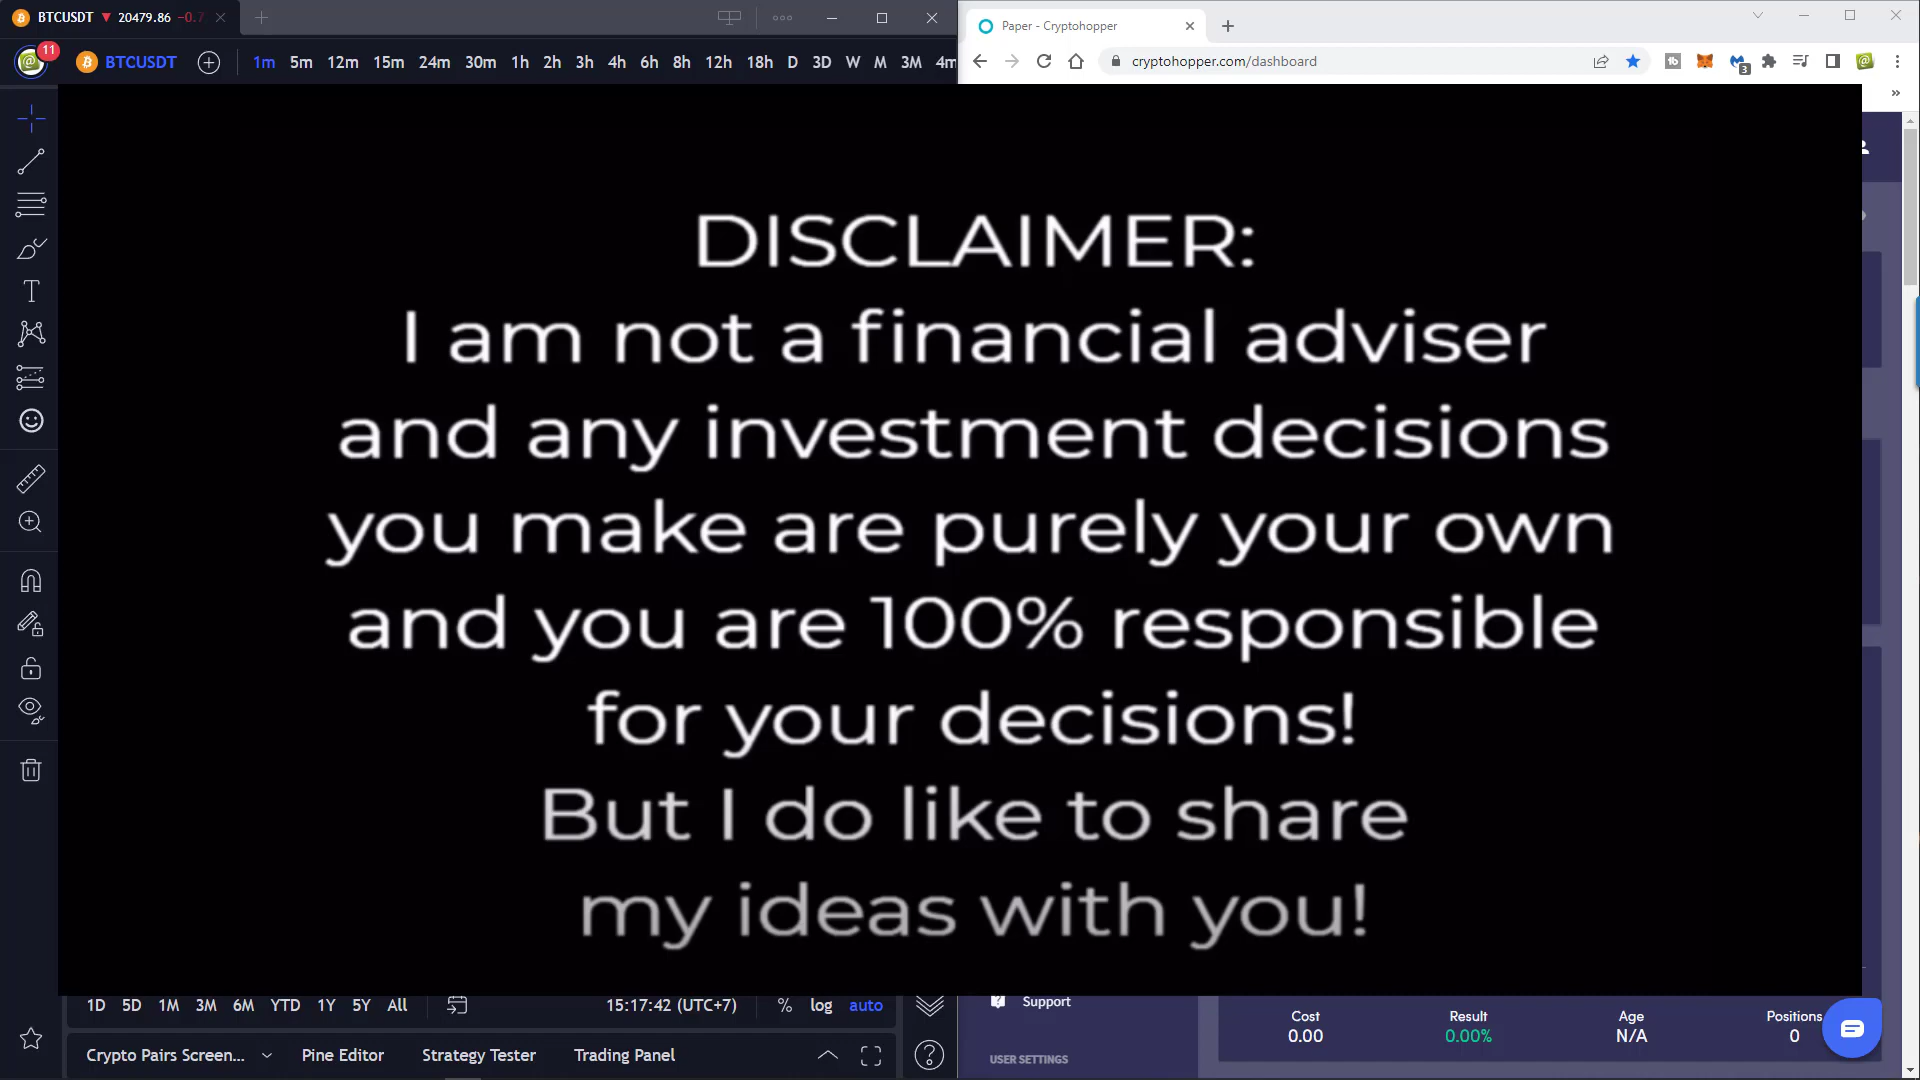 BTCUSDT ▼ 20479.86 −0.7
Paper - Cryptohopper
11
BTCUSDT
1m 5m 12m 15m 24m 30m 1h 2h 3h 4h 6h 8h 12h 18h D 3D W M 3M 4m
cryptohopper.com/dashboard
3
DISCLAIMER:
I am not a financial adviser
and any investment decisions
you make are purely your own
and you are 100% responsible
for your decisions!
But I do like to share
my ideas with you!
1D 5D 1M 3M 6M YTD 1Y 5Y All
15:17:42 (UTC+7)
% log auto
Support
Cost Result Age Positions
0.00 0.00% N/A 0
Crypto Pairs Screen... Pine Editor Strategy Tester Trading Panel
USER SETTINGS